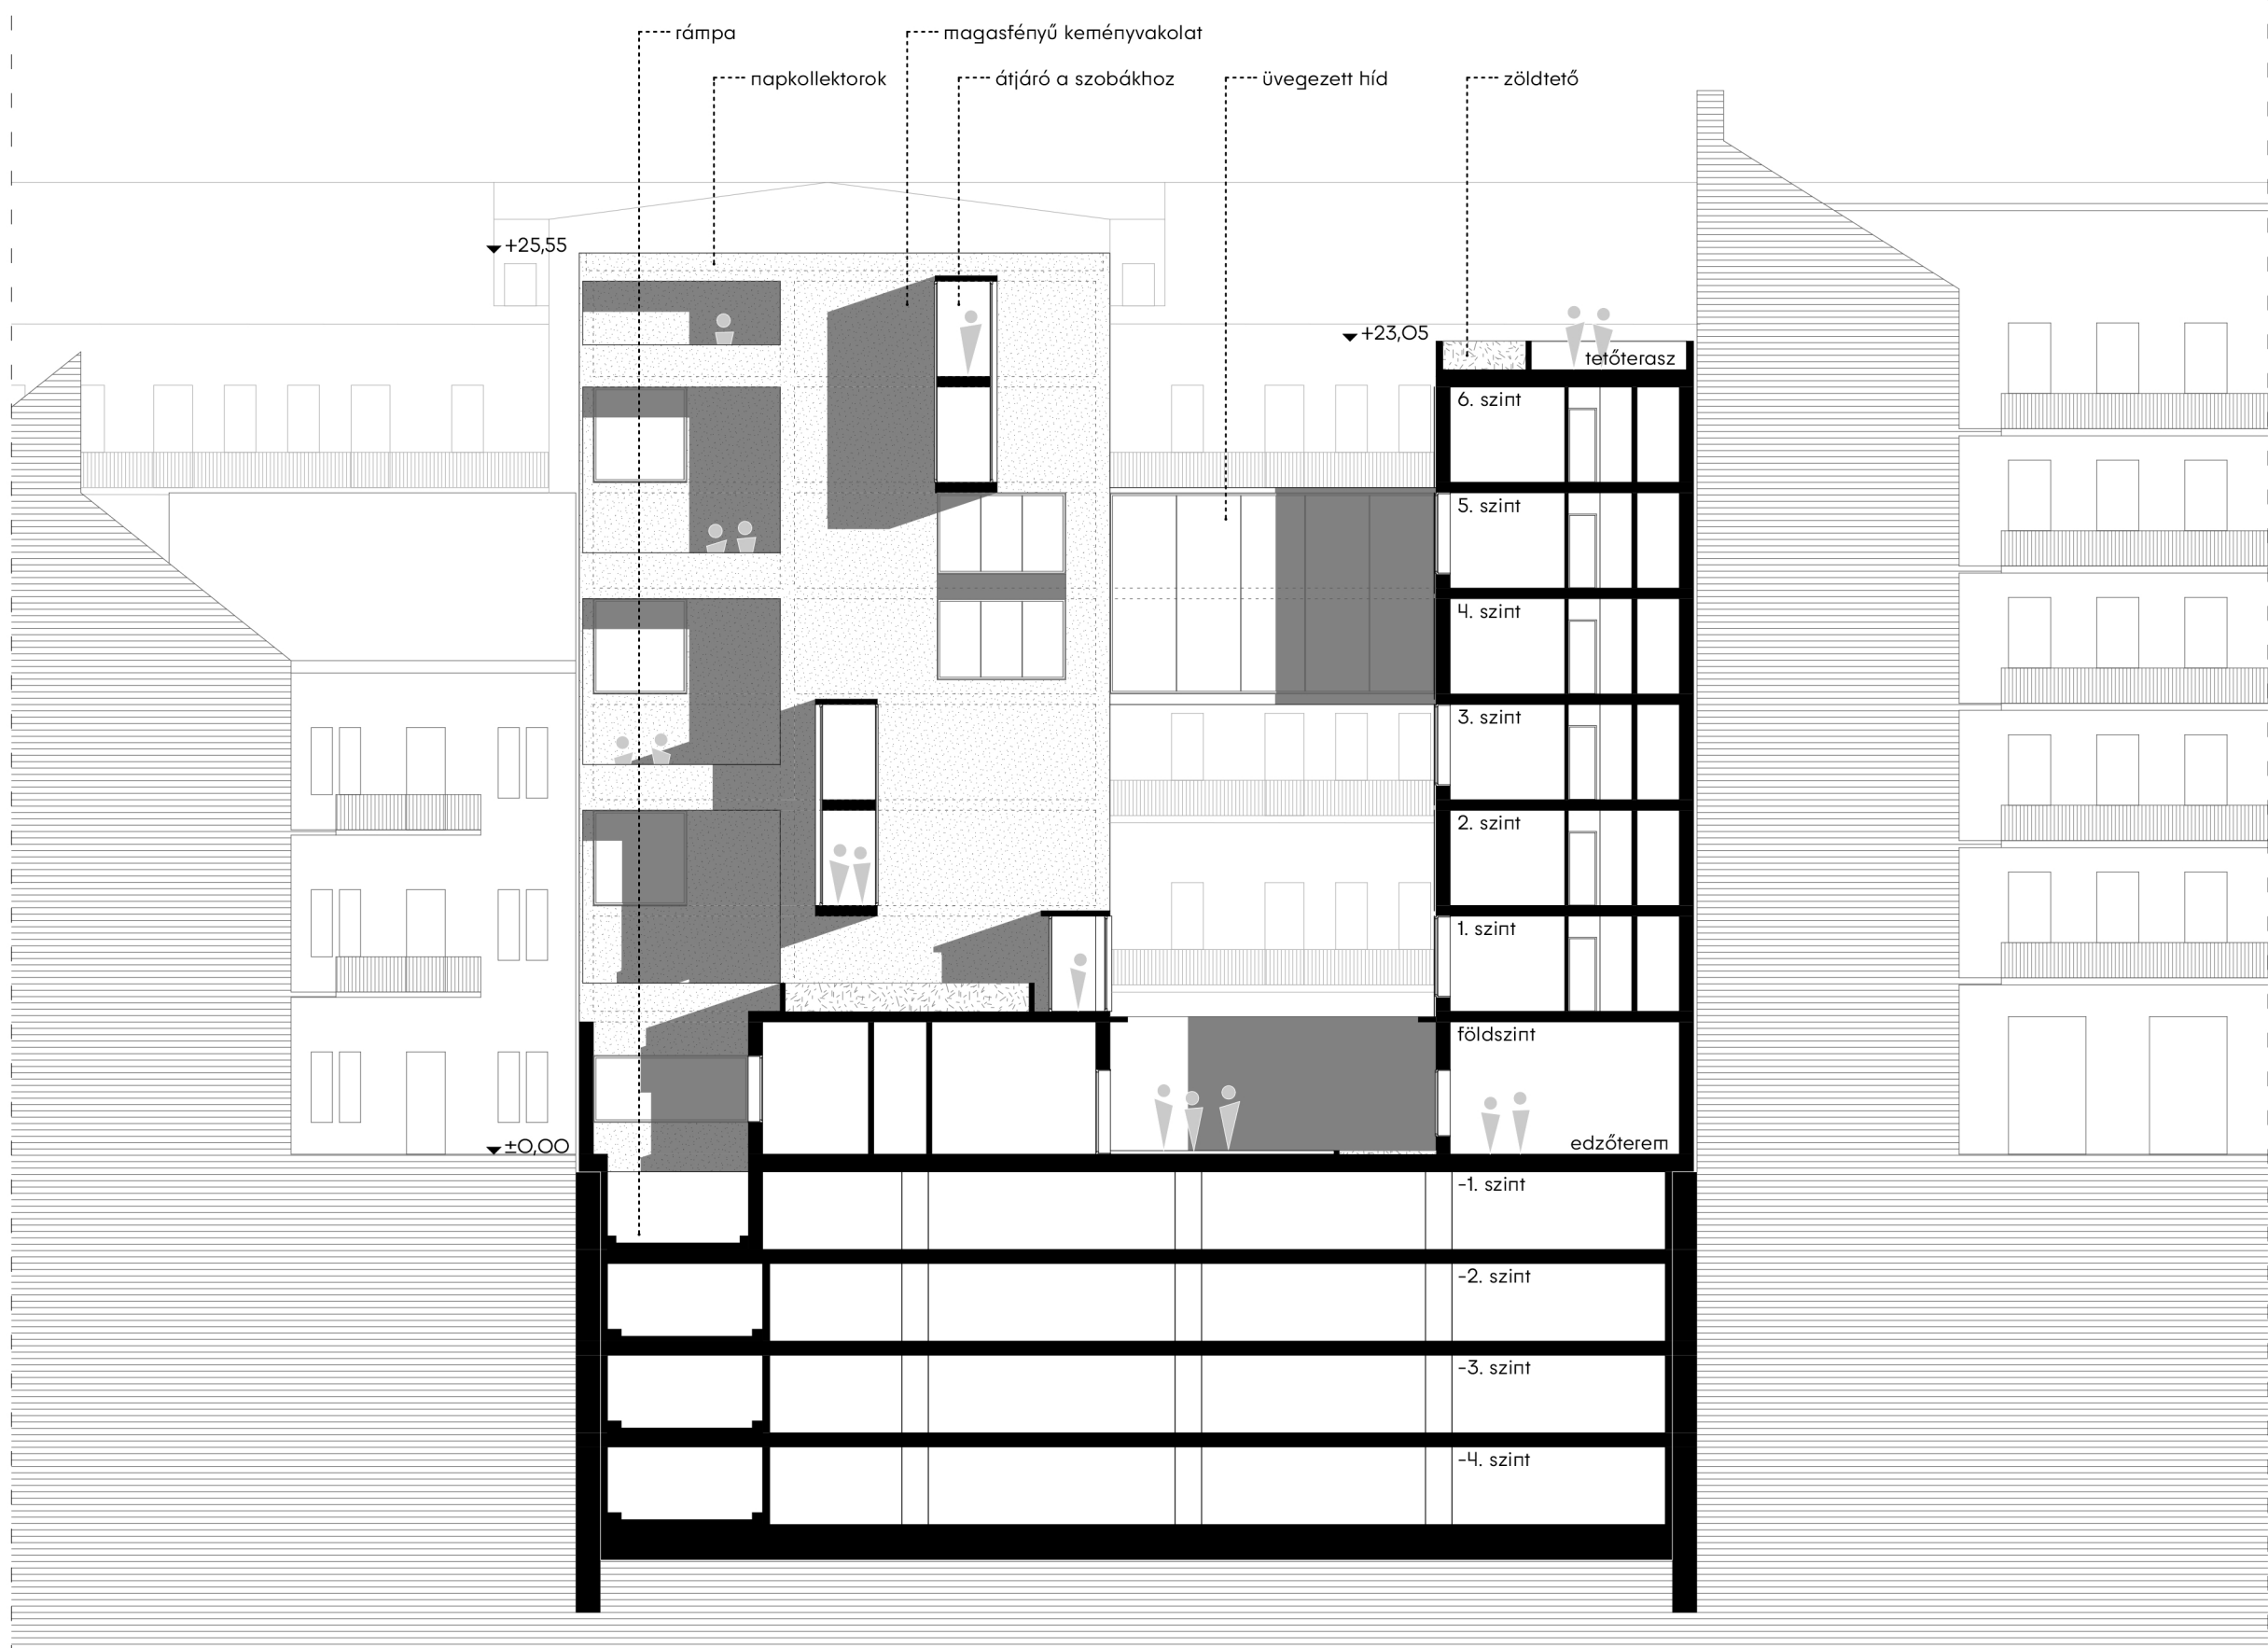 rámpa
magasfényű keményvakolat
napkollektorok
átjáró a szobákhoz
üvegezett híd
zöldtető
+25,55
+23,05
tetőterasz
6. szint
5. szint
4. szint
3. szint
2. szint
1. szint
földszint
±0,00
edzőterem
-1. szint
-2. szint
-3. szint
-4. szint